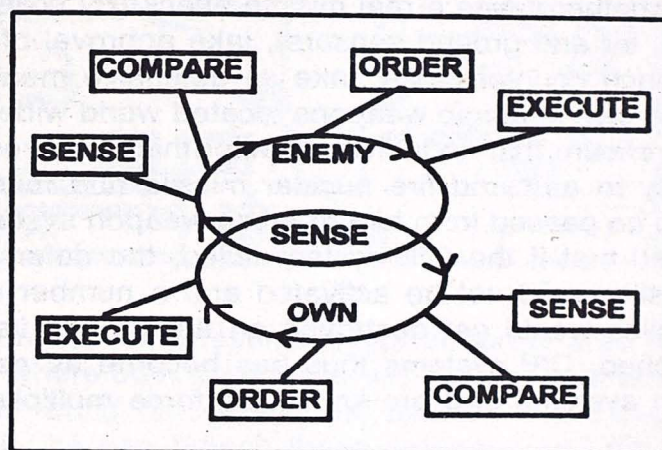 COMPARE
ORDER
EXECUTE
SENSE
ENEMY
SENSE
SENSE
EXECUTE
OWN
ORDER
COMPARE